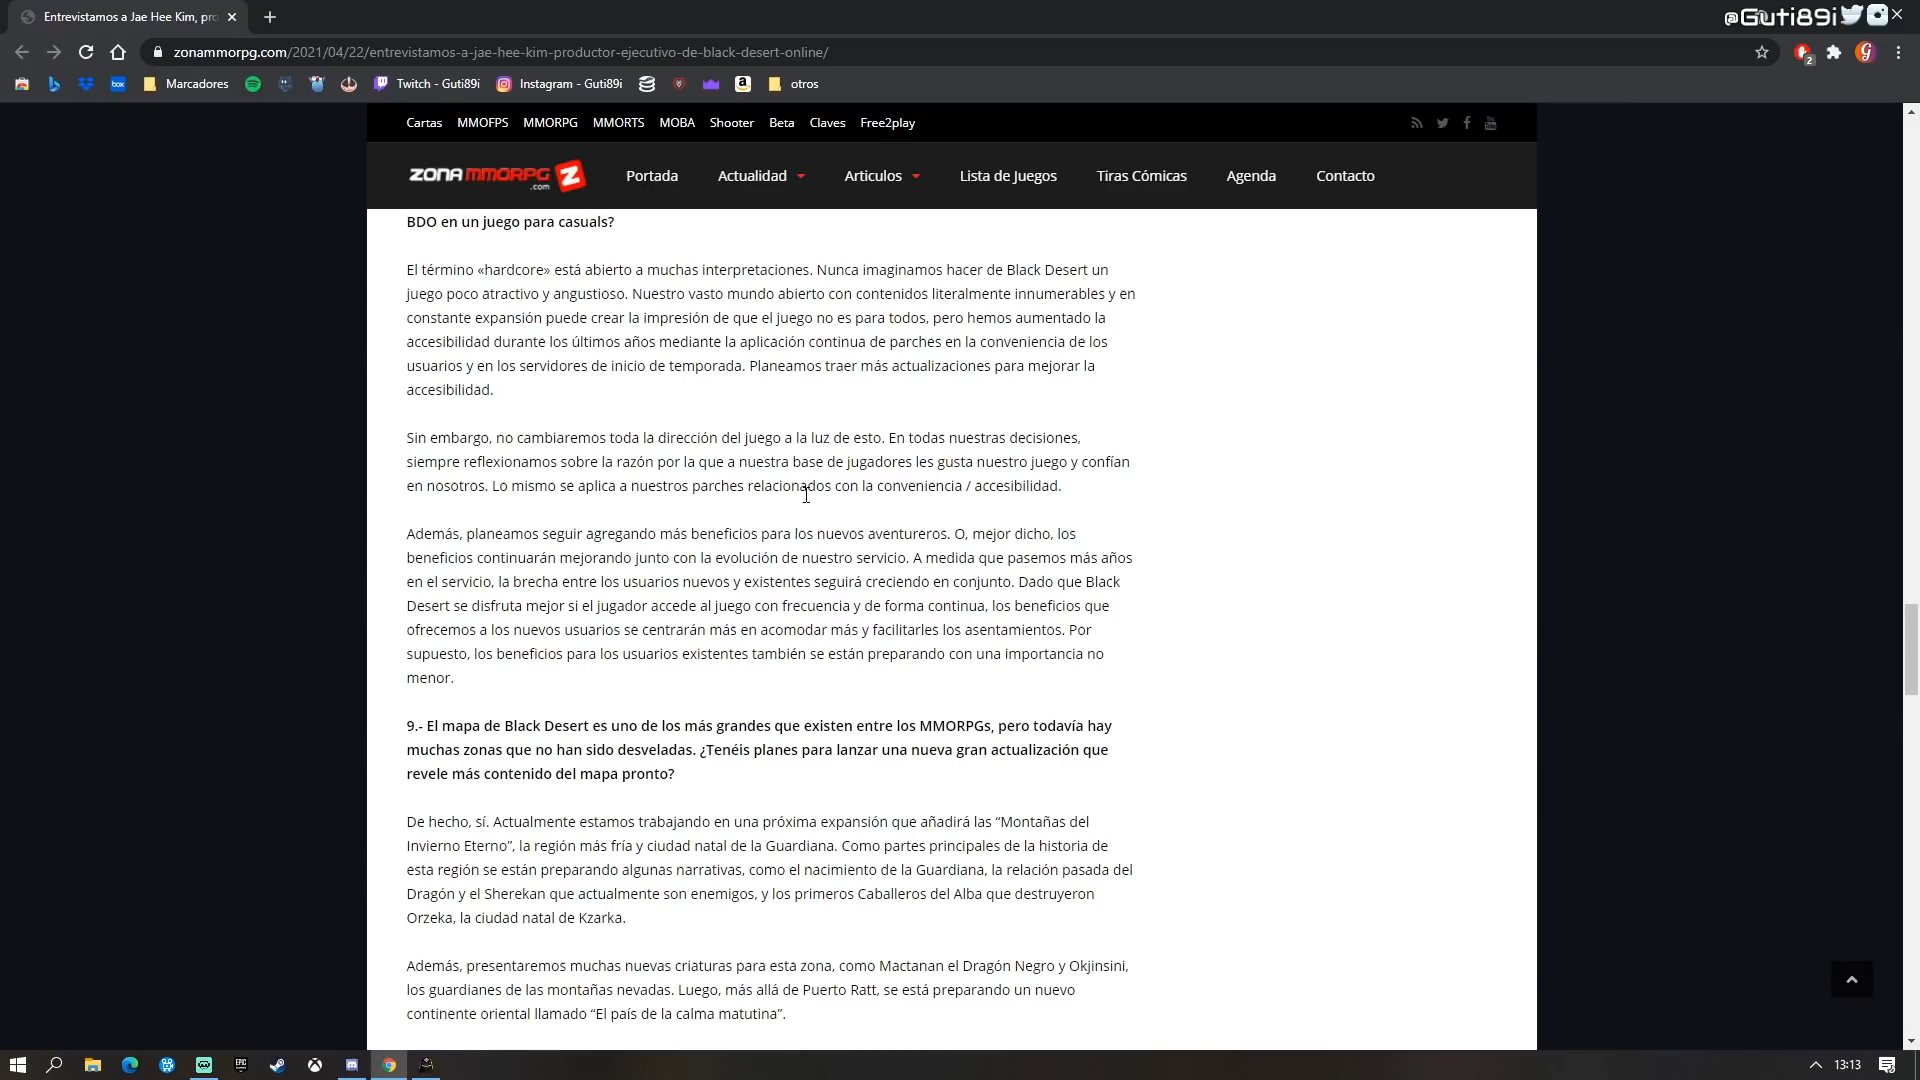 Entrevistamos a Jae Hee Kim, pro
@Guti89i
zonammorpg.com/2021/04/22/entrevistamos-a-jae-hee-kim-productor-ejecutivo-de-black-desert-online/
2
box
Marcadores
Twitch - Guti89i
Instagram - Guti89i
otros
Cartas MMOFPS MMORPG MMORTS MOBA Shooter Beta Claves Free2play
ZONA MMORPG .com Z
Portada Actualidad Articulos Lista de Juegos Tiras Cómicas Agenda Contacto
BDO en un juego para casuals?
El término «hardcore» está abierto a muchas interpretaciones. Nunca imaginamos hacer de Black Desert un
juego poco atractivo y angustioso. Nuestro vasto mundo abierto con contenidos literalmente innumerables y en
constante expansión puede crear la impresión de que el juego no es para todos, pero hemos aumentado la
accesibilidad durante los últimos años mediante la aplicación continua de parches en la conveniencia de los
usuarios y en los servidores de inicio de temporada. Planeamos traer más actualizaciones para mejorar la
accesibilidad.
Sin embargo, no cambiaremos toda la dirección del juego a la luz de esto. En todas nuestras decisiones,
siempre reflexionamos sobre la razón por la que a nuestra base de jugadores les gusta nuestro juego y confían
en nosotros. Lo mismo se aplica a nuestros parches relacionados con la conveniencia / accesibilidad.
Además, planeamos seguir agregando más beneficios para los nuevos aventureros. O, mejor dicho, los
beneficios continuarán mejorando junto con la evolución de nuestro servicio. A medida que pasemos más años
en el servicio, la brecha entre los usuarios nuevos y existentes seguirá creciendo en conjunto. Dado que Black
Desert se disfruta mejor si el jugador accede al juego con frecuencia y de forma continua, los beneficios que
ofrecemos a los nuevos usuarios se centrarán más en acomodar más y facilitarles los asentamientos. Por
supuesto, los beneficios para los usuarios existentes también se están preparando con una importancia no
menor.
9.- El mapa de Black Desert es uno de los más grandes que existen entre los MMORPGs, pero todavía hay
muchas zonas que no han sido desveladas. ¿Tenéis planes para lanzar una nueva gran actualización que
revele más contenido del mapa pronto?
De hecho, sí. Actualmente estamos trabajando en una próxima expansión que añadirá las “Montañas del
Invierno Eterno”, la región más fría y ciudad natal de la Guardiana. Como partes principales de la historia de
esta región se están preparando algunas narrativas, como el nacimiento de la Guardiana, la relación pasada del
Dragón y el Sherekan que actualmente son enemigos, y los primeros Caballeros del Alba que destruyeron
Orzeka, la ciudad natal de Kzarka.
Además, presentaremos muchas nuevas criaturas para esta zona, como Mactanan el Dragón Negro y Okjinsini,
los guardianes de las montañas nevadas. Luego, más allá de Puerto Ratt, se está preparando un nuevo
continente oriental llamado “El país de la calma matutina”.
13:13